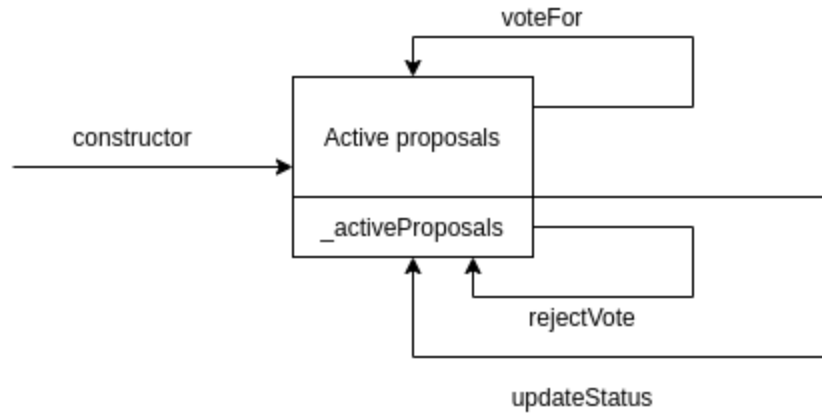 voteFor
constructor
Active proposals
_activeProposals
rejectVote
updateStatus